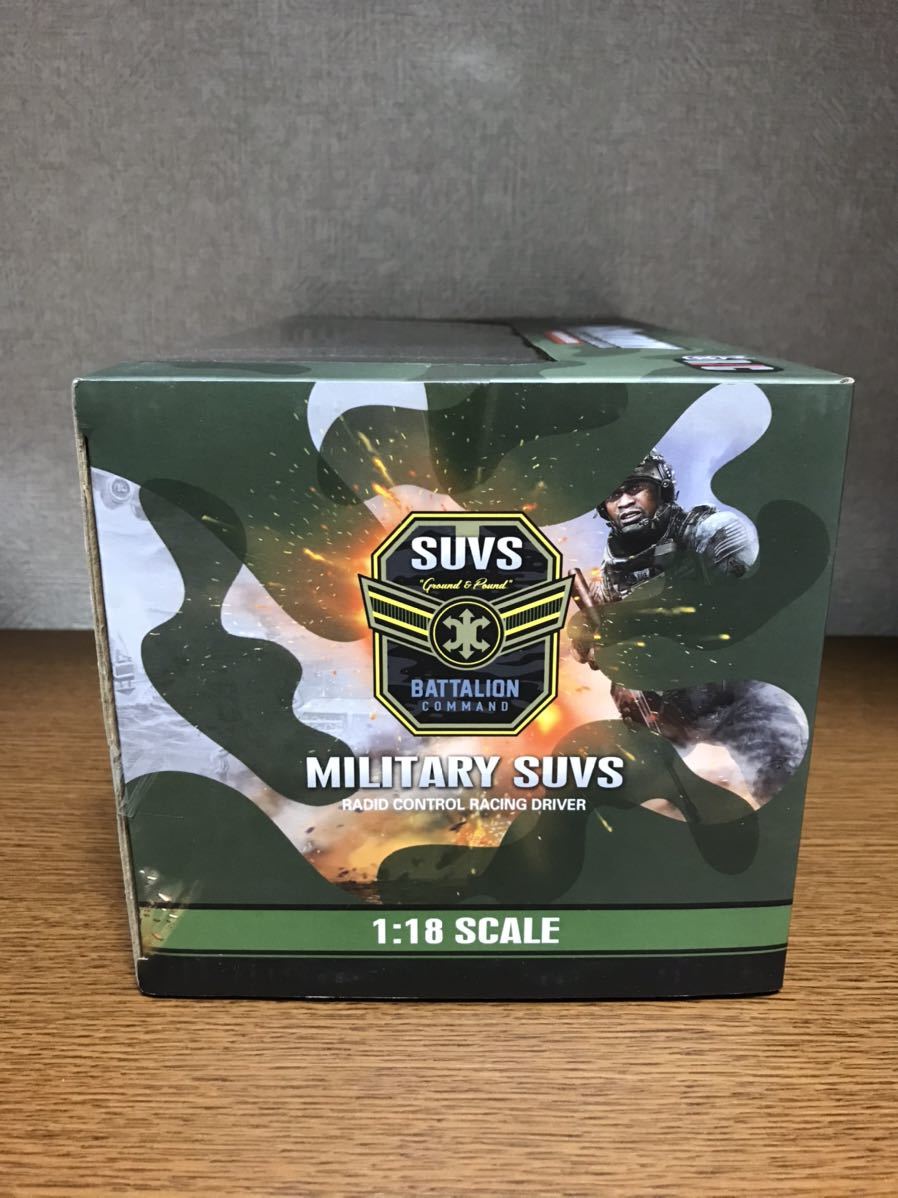 SUVS
"Ground & Pound"
BATTALION
COMMAND
MILITARY SUVS
RADID CONTROL RACING DRIVER
1:18 SCALE